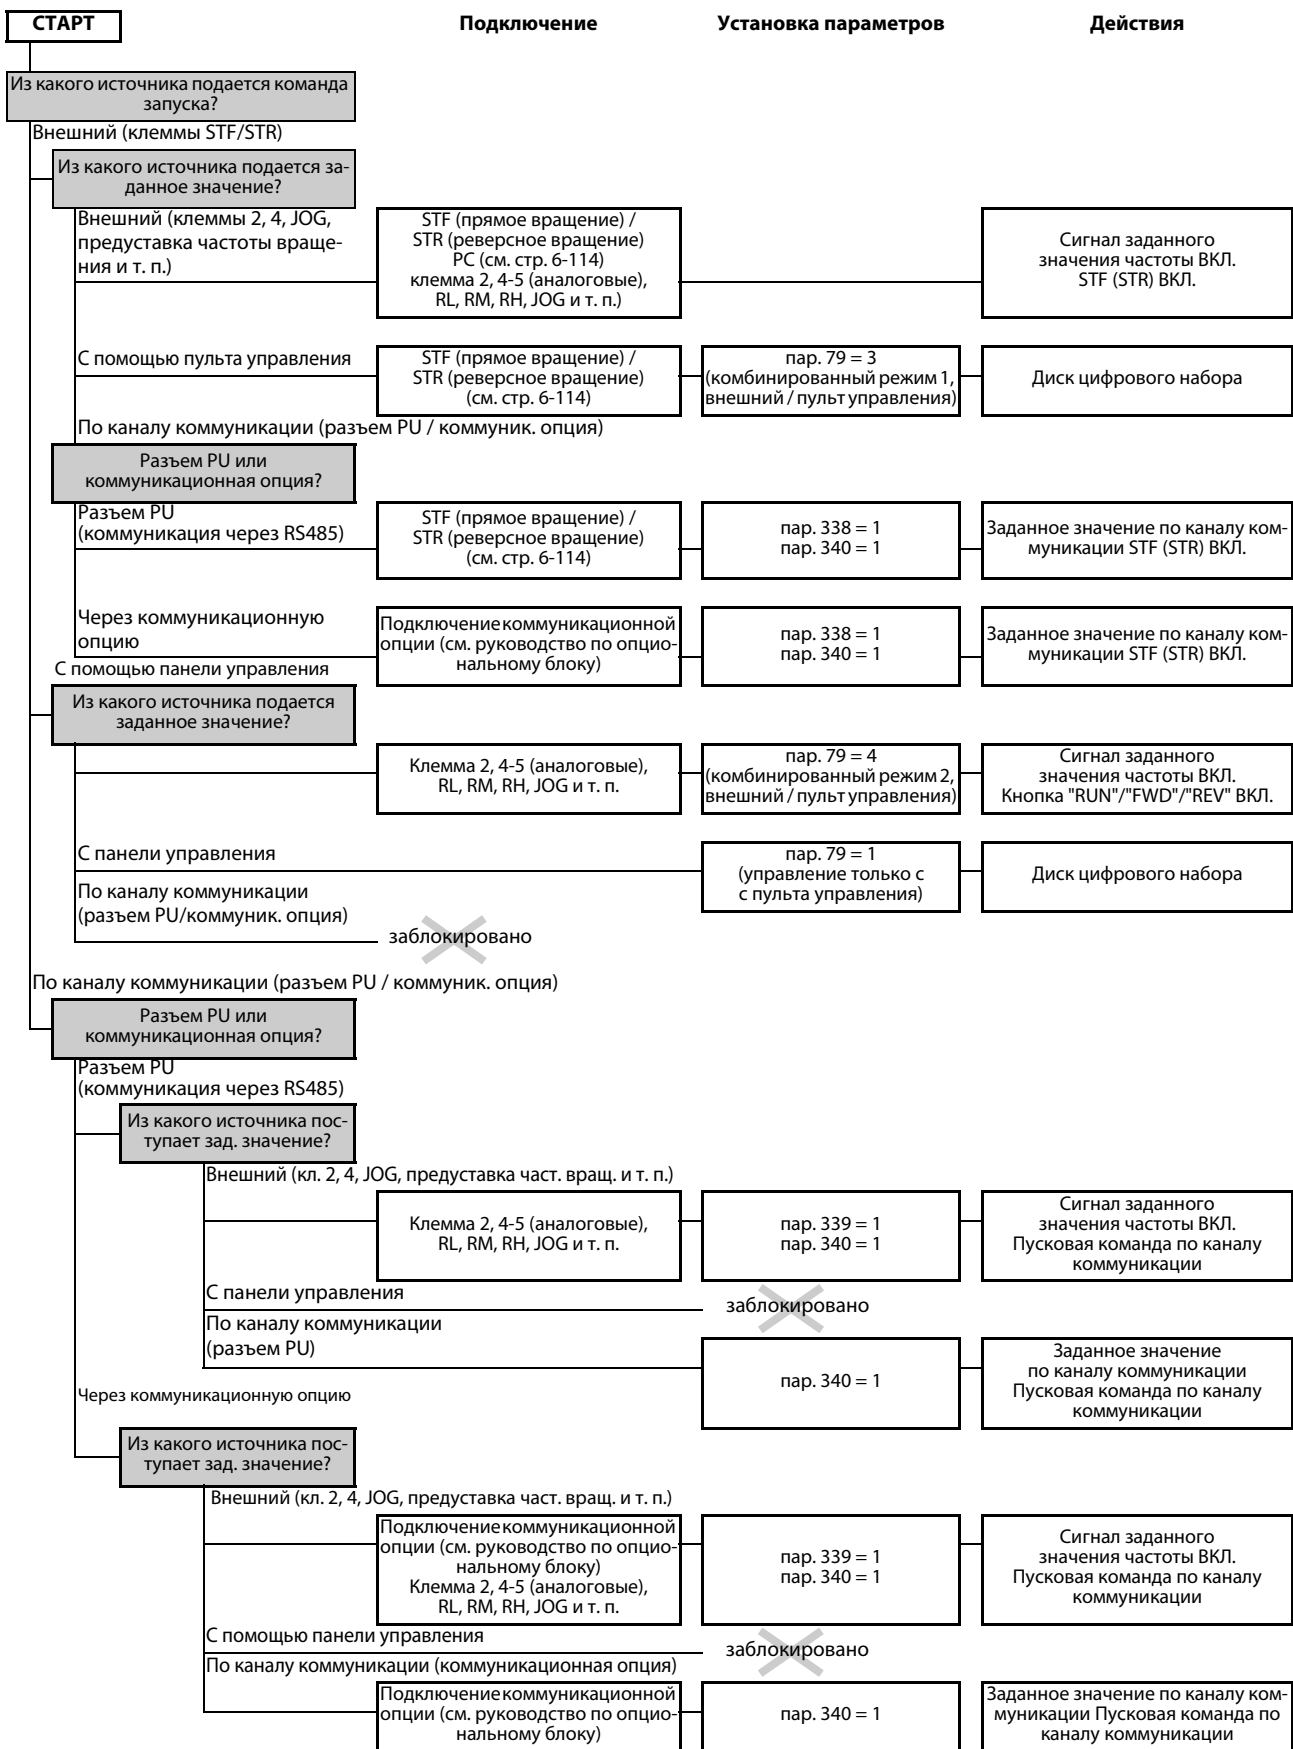 СТАРТ
Подключение
Установка параметров
Действия
Из какого источника подается команда
запуска?
Внешний (клеммы STF/STR)
Из какого источника подается за-
данное значение?
Внешний (клеммы 2, 4, JOG,
предуставка частоты враще-
ния и т. п.)
STF (прямое вращение) /
STR (реверсное вращение)
PC (см. стр. 6-114)
клемма 2, 4-5 (аналоговые),
RL, RM, RH, JOG и т. п.)
Сигнал заданного
значения частоты ВКЛ.
STF (STR) ВКЛ.
С помощью пульта управления
STF (прямое вращение) /
STR (реверсное вращение)
(см. стр. 6-114)
пар. 79 = 3
(комбинированный режим 1,
внешний / пульт управления)
Диск цифрового набора
По каналу коммуникации (разъем PU / коммуник. опция)
Разъем PU или
коммуникационная опция?
Разъем PU
(коммуникация через RS485)
STF (прямое вращение) /
STR (реверсное вращение)
(см. стр. 6-114)
пар. 338 = 1
пар. 340 = 1
Заданное значение по каналу ком-
муникации STF (STR) ВКЛ.
Через коммуникационную
опцию
Подключение коммуникационной
опции (см. руководство по опцио-
нальному блоку)
пар. 338 = 1
пар. 340 = 1
Заданное значение по каналу ком-
муникации STF (STR) ВКЛ.
С помощью панели управления
Из какого источника подается
заданное значение?
Клемма 2, 4-5 (аналоговые),
RL, RM, RH, JOG и т. п.
пар. 79 = 4
(комбинированный режим 2,
внешний / пульт управления)
Сигнал заданного
значения частоты ВКЛ.
Кнопка "RUN"/"FWD"/"REV" ВКЛ.
С панели управления
пар. 79 = 1
(управление только с
с пульта управления)
Диск цифрового набора
По каналу коммуникации
(разъем PU/коммуник. опция)
заблокировано
По каналу коммуникации (разъем PU / коммуник. опция)
Разъем PU или
коммуникационная опция?
Разъем PU
(коммуникация через RS485)
Из какого источника пос-
тупает зад. значение?
Внешний (кл. 2, 4, JOG, предуставка част. вращ. и т. п.)
Клемма 2, 4-5 (аналоговые),
RL, RM, RH, JOG и т. п.
пар. 339 = 1
пар. 340 = 1
Сигнал заданного
значения частоты ВКЛ.
Пусковая команда по каналу
коммуникации
С панели управления
заблокировано
По каналу коммуникации
(разъем PU)
пар. 340 = 1
Заданное значение
по каналу коммуникации
Пусковая команда по каналу
коммуникации
Через коммуникационную опцию
Из какого источника пос-
тупает зад. значение?
Внешний (кл. 2, 4, JOG, предуставка част. вращ. и т. п.)
Подключение коммуникационной
опции (см. руководство по опцио-
нальному блоку)
Клемма 2, 4-5 (аналоговые),
RL, RM, RH, JOG и т. п.
пар. 339 = 1
пар. 340 = 1
Сигнал заданного
значения частоты ВКЛ.
Пусковая команда по каналу
коммуникации
С помощью панели управления
заблокировано
По каналу коммуникации (коммуникационная опция)
Подключение коммуникационной
опции (см. руководство по опцио-
нальному блоку)
пар. 340 = 1
Заданное значение по каналу ком-
муникации Пусковая команда по
каналу коммуникации